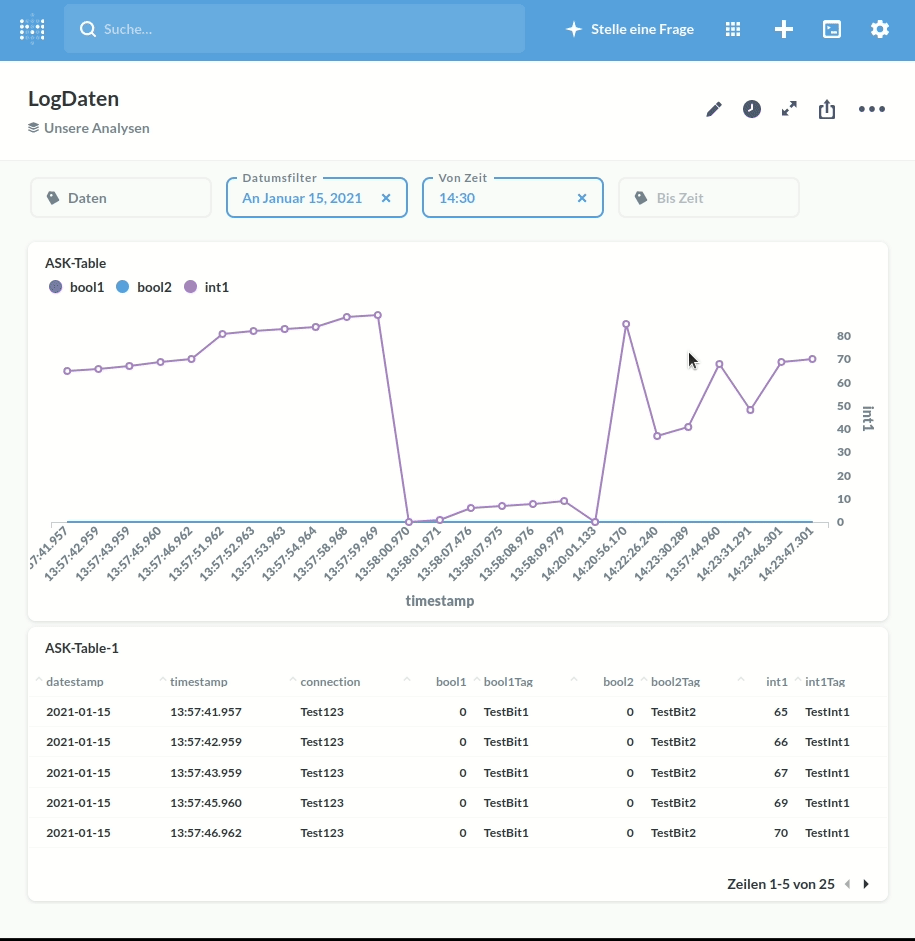 Suche...
Stelle eine Frage
LogDaten
Unsere Analysen
Daten
Datumsfilter
An Januar 15, 2021
Von Zeit
14:30
Bis Zeit
ASK-Table
bool1 bool2 int1
80
70
60
50
40
30
20
10
0
int1
57:41.957
13:57:42.959
13:57:43.959
13:57:45.960
13:57:46.962
13:57:51.962
13:57:52.963
13:57:53.963
13:57:54.964
13:57:58.968
13:57:59.969
13:58:00.970
13:58:01.971
13:58:07.476
13:58:07.975
13:58:08.976
13:58:09.979
14:20:01.133
14:20:56.170
14:22:26.240
14:23:30.289
13:57:44.960
14:23:31.291
14:23:46.301
14:23:47.301
timestamp
ASK-Table-1
datestamp timestamp connection bool1 bool1Tag bool2 bool2Tag int1 int1Tag
2021-01-15 13:57:41.957 Test123 0 TestBit1 0 TestBit2 65 TestInt1
2021-01-15 13:57:42.959 Test123 0 TestBit1 0 TestBit2 66 TestInt1
2021-01-15 13:57:43.959 Test123 0 TestBit1 0 TestBit2 67 TestInt1
2021-01-15 13:57:45.960 Test123 0 TestBit1 0 TestBit2 69 TestInt1
2021-01-15 13:57:46.962 Test123 0 TestBit1 0 TestBit2 70 TestInt1
Zeilen 1-5 von 25